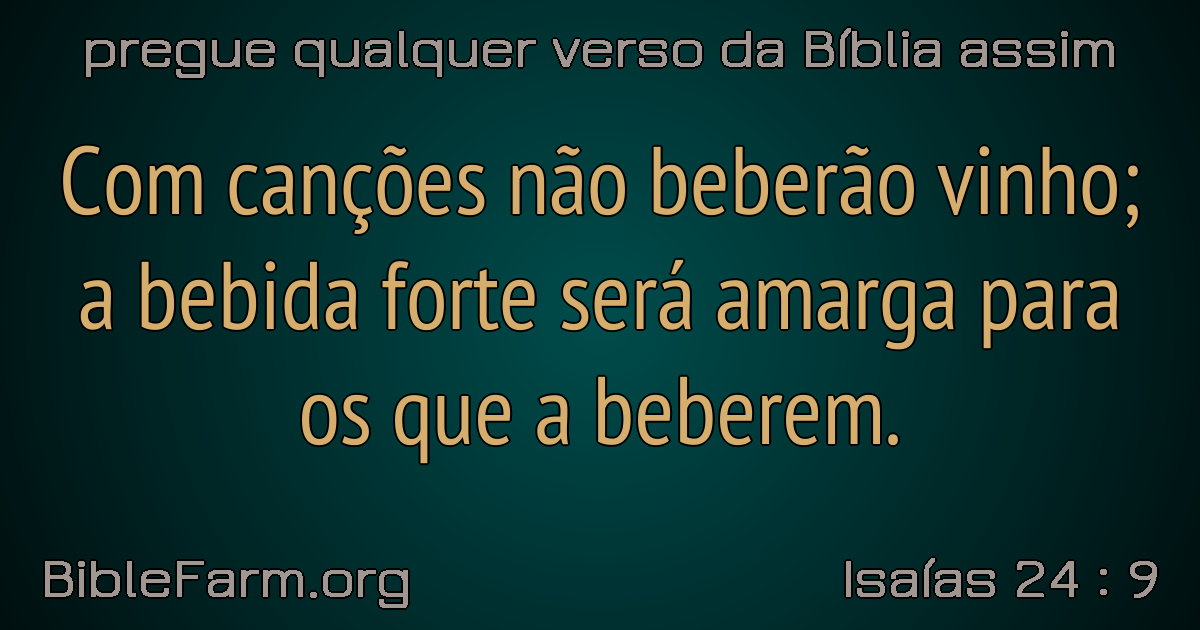 pregue qualquer verso da Bíblia assim
Com canções não beberão vinho;
a bebida forte será amarga para
os que a beberem.
BibleFarm.org
Isaías 24 : 9